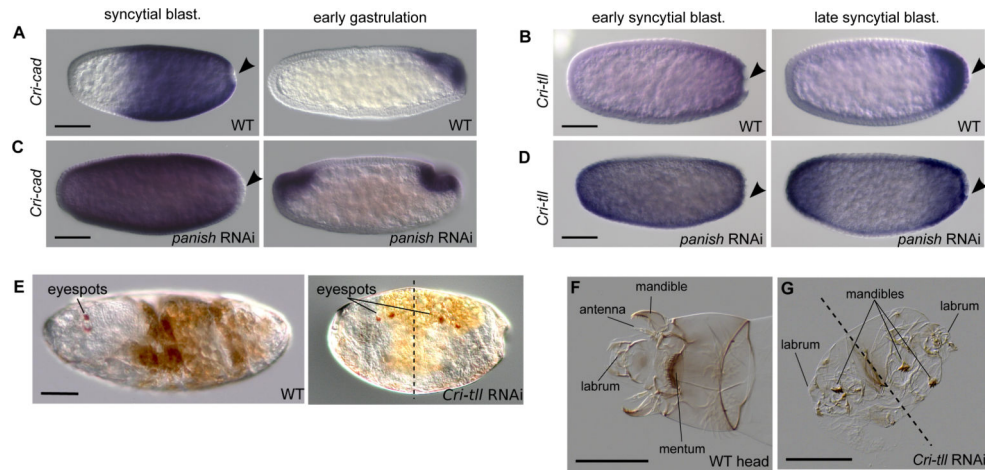 syncytial blast.
early gastrulation
early syncytial blast.
late syncytial blast.
A
Cri-cad
WT
WT
B
Cri-tll
WT
WT
C
Cri-cad
panish RNAi
panish RNAi
D
Cri-tll
panish RNAi
panish RNAi
E
eyespots
WT
eyespots
Cri-tll RNAi
F
mandible
antenna
labrum
mentum
WT head
G
mandibles
labrum
labrum
Cri-tll RNAi